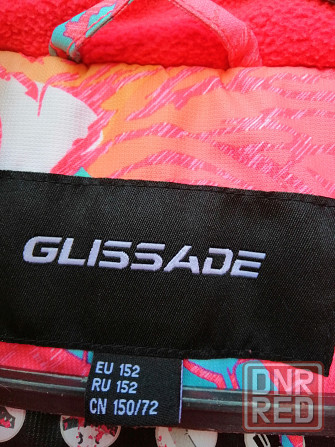 GLISSADE
EU 152
RU 152
CN 150/72
DNR
RED